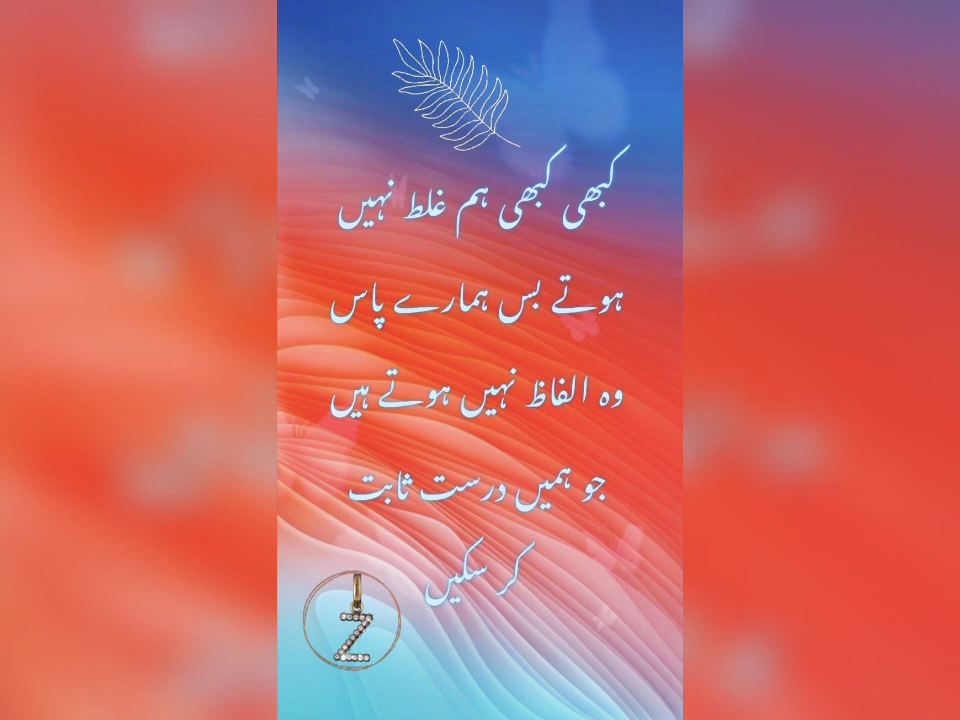 کبھی کبھی ہم غلط نہیں
ہوتے بس ہمارے پاس
وہ الفاظ نہیں ہوتے ہیں
جو ہمیں درست ثابت
کر سکیں
Z